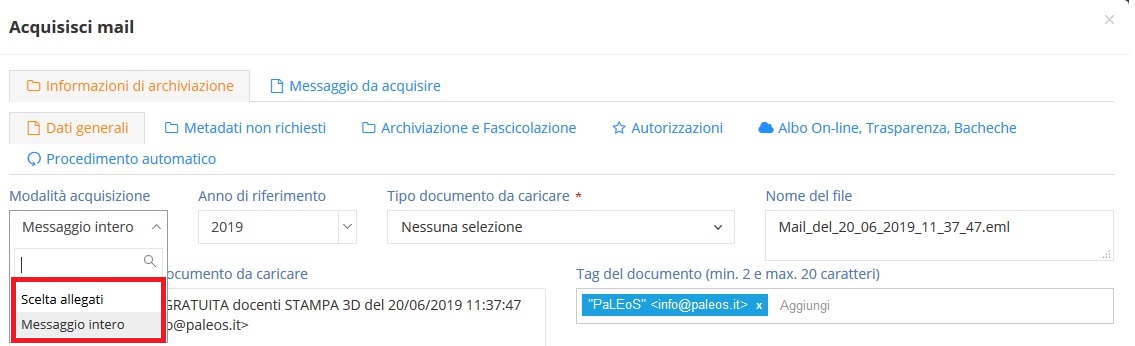 Acquisisci mail
×
Informazioni di archiviazione Messaggio da acquisire
Dati generali Metadati non richiesti Archiviazione e Fascicolazione Autorizzazioni Albo On-line, Trasparenza, Bacheche
Procedimento automatico
Modalità acquisizione Anno di riferimento Tipo documento da caricare * Nome del file
Messaggio intero 2019 Nessuna selezione Mail_del_20_06_2019_11_37_47.eml
ocumento da caricare Tag del documento (min. 2 e max. 20 caratteri)
Scelta allegati GRATUITA docenti STAMPA 3D del 20/06/2019 11:37:47 "PaLEoS" <info@paleos.it> x Aggiungi
Messaggio intero o@paleos.it>